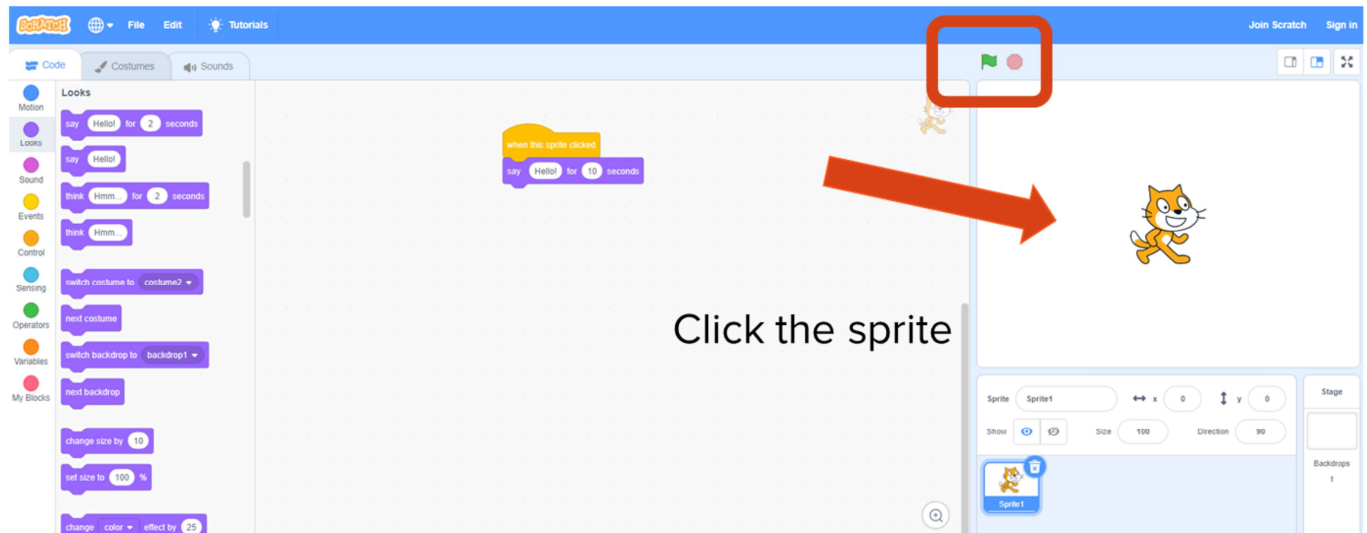 SCRATCH File Edit Tutorials Join Scratch Sign in
Code Costumes Sounds
Motion
Looks
Sound
Events
Control
Sensing
Operators
Variables
My Blocks
Looks
say Hello! for 2 seconds
say Hello!
think Hmm... for 2 seconds
think Hmm...
switch costume to costume2
next costume
switch backdrop to backdrop1
next backdrop
change size by 10
set size to 100 %
change color effect by 25
when this sprite clicked
say Hello! for 10 seconds
Click the sprite
Sprite Sprite1 x 0 y 0
Show Size 100 Direction 90
Sprite1
Stage
Backdrops
1